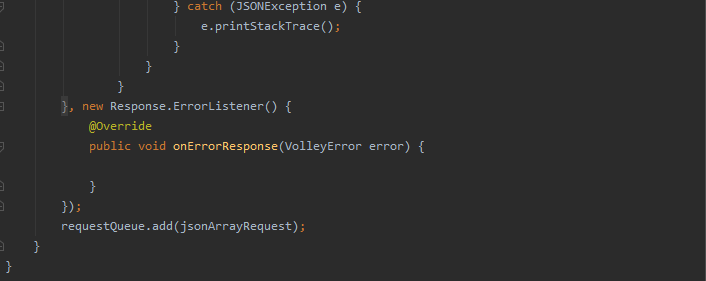 } catch (JSONException e) {
e.printStackTrace();
}
}
}
}, new Response.ErrorListener() {
@Override
public void onErrorResponse(VolleyError error) {
}
});
requestQueue.add(jsonArrayRequest);
}
}